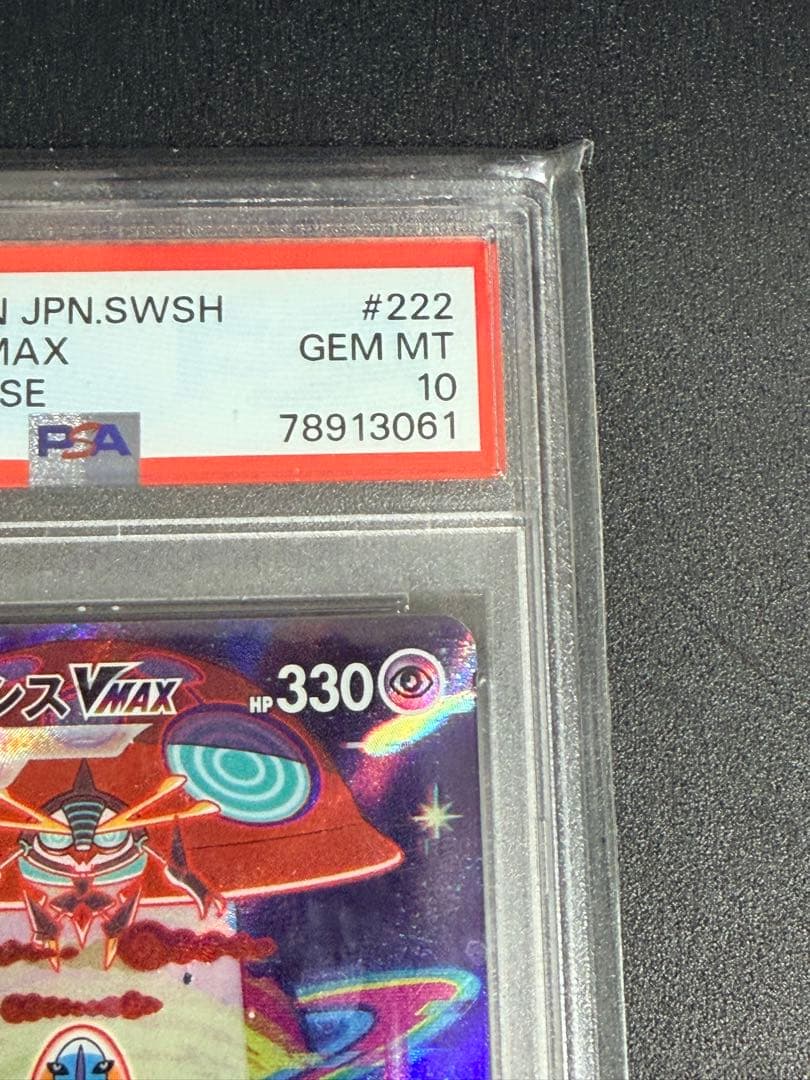 N JPN.SWSH #222
MAX GEM MT
SE 10
PSA 78913061
ンスVMAX HP330